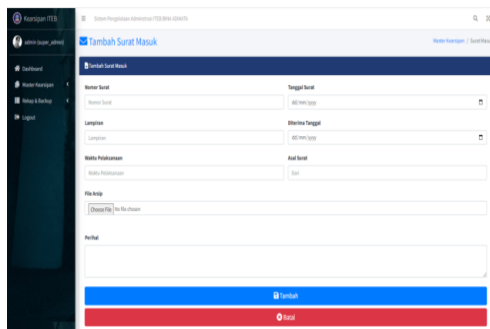 Kearsipan ITEB
Sistem Pengelolaan Administrasi ITEB BINA ADINATA
admin (super_admin)
Tambah Surat Masuk
Master Kearsipan / Surat Masu
Dashboard
Master Kearsipan
Rekap & Backup
Logout
Tambah Surat Masuk
Nomor Surat
Tanggal Surat
Nomor Surat
dd/mm/yyyy
Lampiran
Diterima Tanggal
Lampiran
dd/mm/yyyy
Waktu Pelaksanaan
Asal Surat
Waktu Pelaksanaan
Dari
File Arsip
Choose File No file chosen
Perihal
Tambah
Batal